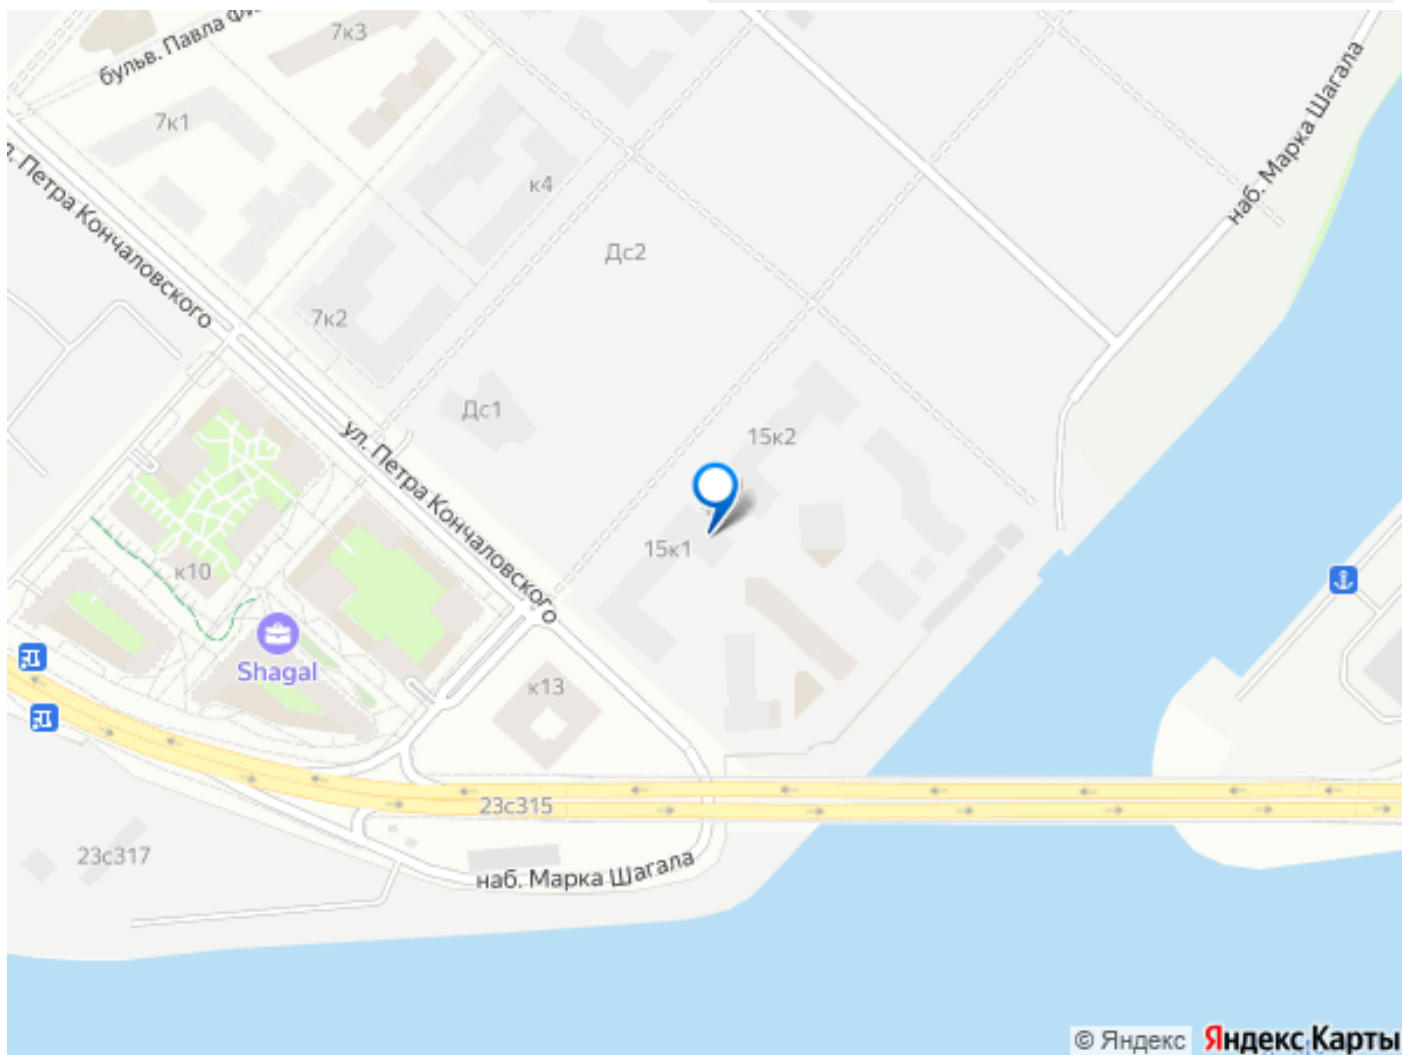 бульв. Павла
7к3
7к1
ул. Петра Кончаловского
к4
наб. Марка Шагала
Дс2
7к2
Дс1
ул. Петра Кончаловского
15к2
15к1
к10
Shagal
к13
23с315
23с317
наб. Марка Шагала
© Яндекс Яндекс Карты